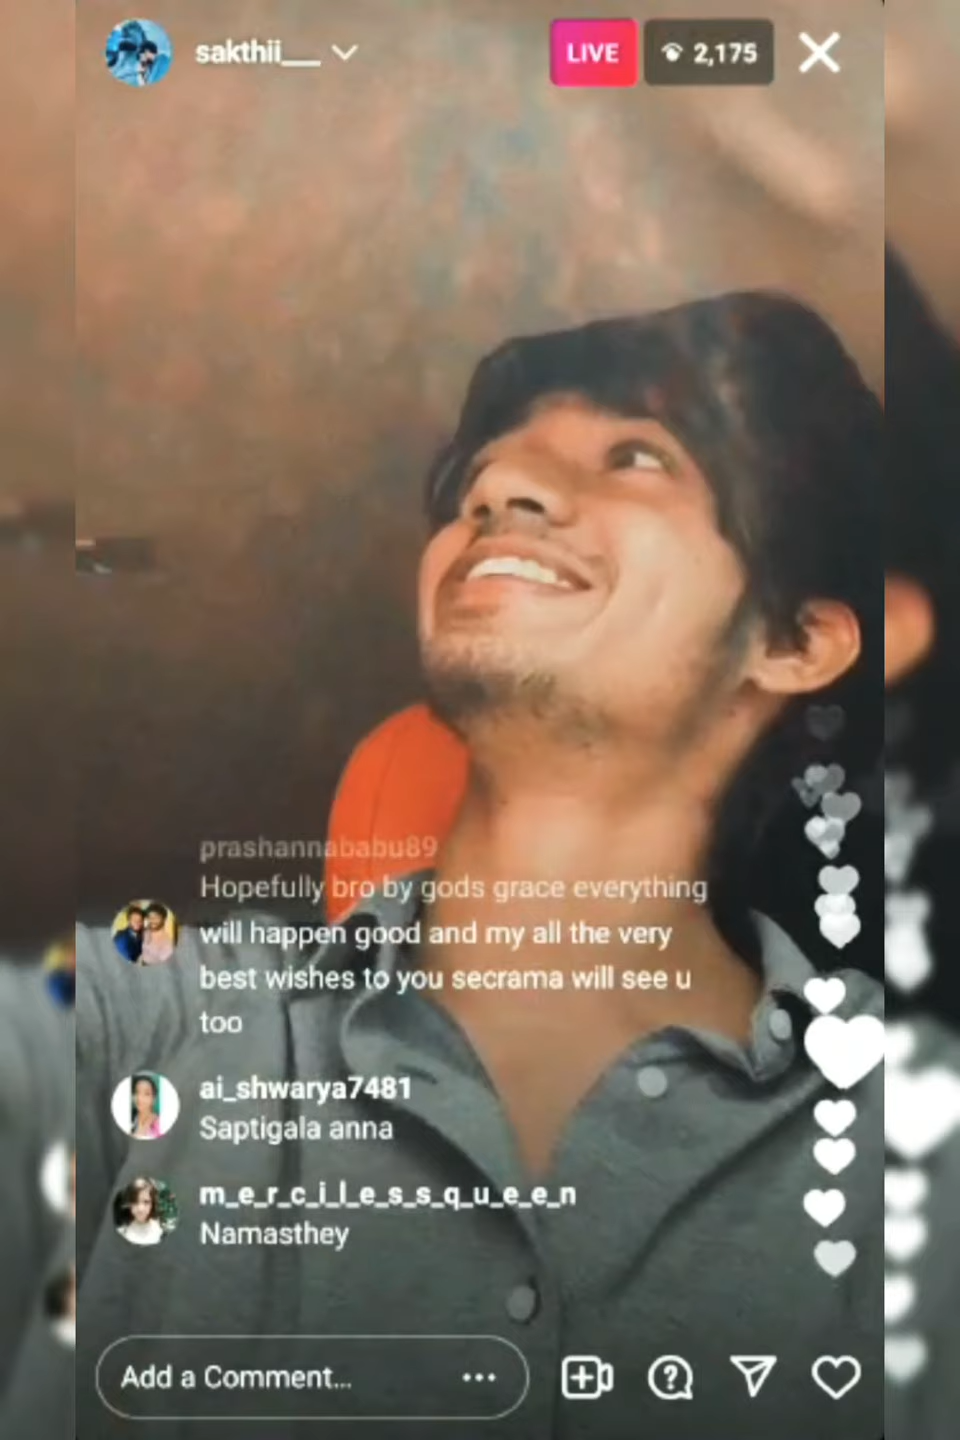 sakthii___
LIVE
2,175
prashannababu89
Hopefully bro by gods grace everything
will happen good and my all the very
best wishes to you secrama will see u
too
ai_shwarya7481
Saptigala anna
m_e_r_c_i_l_e_s_s_q_u_e_e_n
Namasthey
Add a Comment...